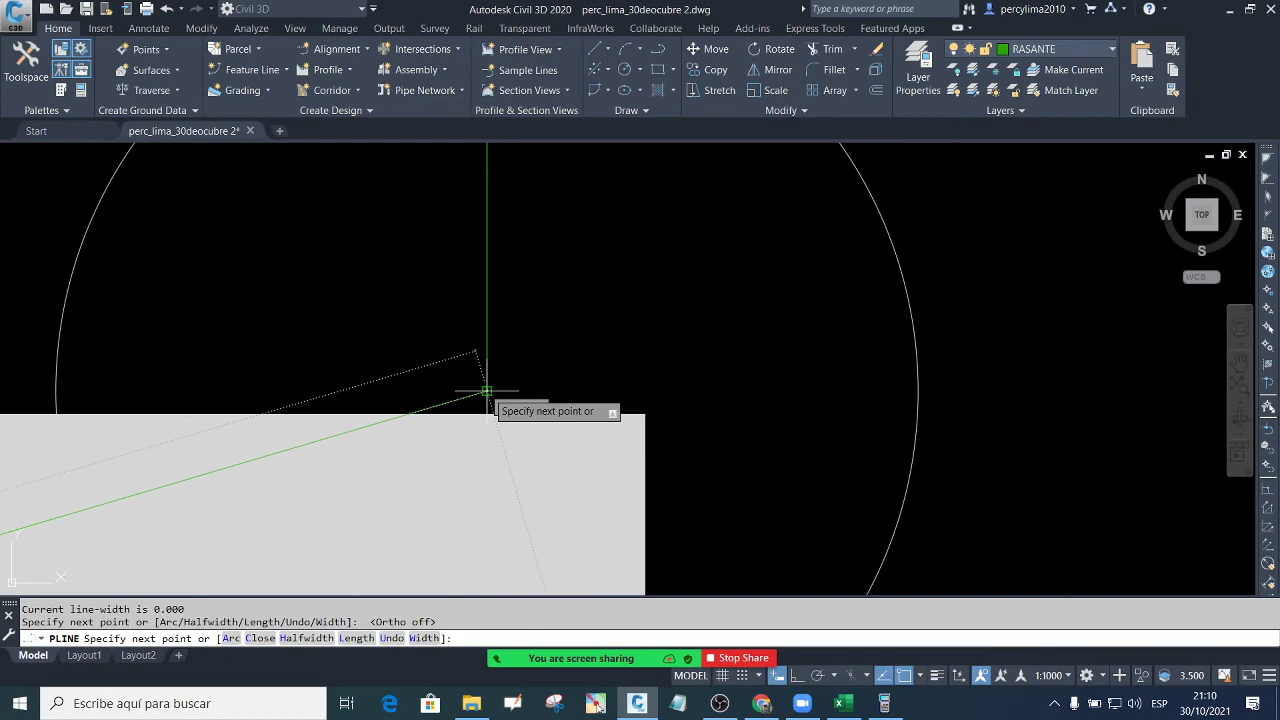 C3D
Civil 3D
Autodesk Civil 3D 2020 perc_lima_30deocubre 2.dwg
Type a keyword or phrase
percylima2010
Home Insert Annotate Modify Analyze View Manage Output Survey Rail Transparent InfraWorks Collaborate Help Add-ins Express Tools Featured Apps
Toolspace
Points
Surfaces
Traverse
Parcel
Feature Line
Grading
Alignment
Profile
Corridor
Intersections
Assembly
Pipe Network
Profile View
Sample Lines
Section Views
Move
Copy
Stretch
Rotate
Mirror
Scale
Trim
Fillet
Array
Layer
Properties
RASANTE
Make Current
Match Layer
Paste
Palettes Create Ground Data Create Design Profile & Section Views Draw Modify Layers Clipboard
Start perc_lima_30deocubre 2*
N
W TOP E
S
WCS
Specify next point or
Y
X
Current line-width is 0.000
Specify next point or [Arc/Halfwidth/Length/Undo/Width]: <Ortho off>
PLINE Specify next point or [Arc Close Halfwidth Length Undo Width]:
Model Layout1 Layout2 +
You are screen sharing Stop Share
MODEL 1:1000 3.500
Escribe aquí para buscar
ESP
21:10
30/10/2021